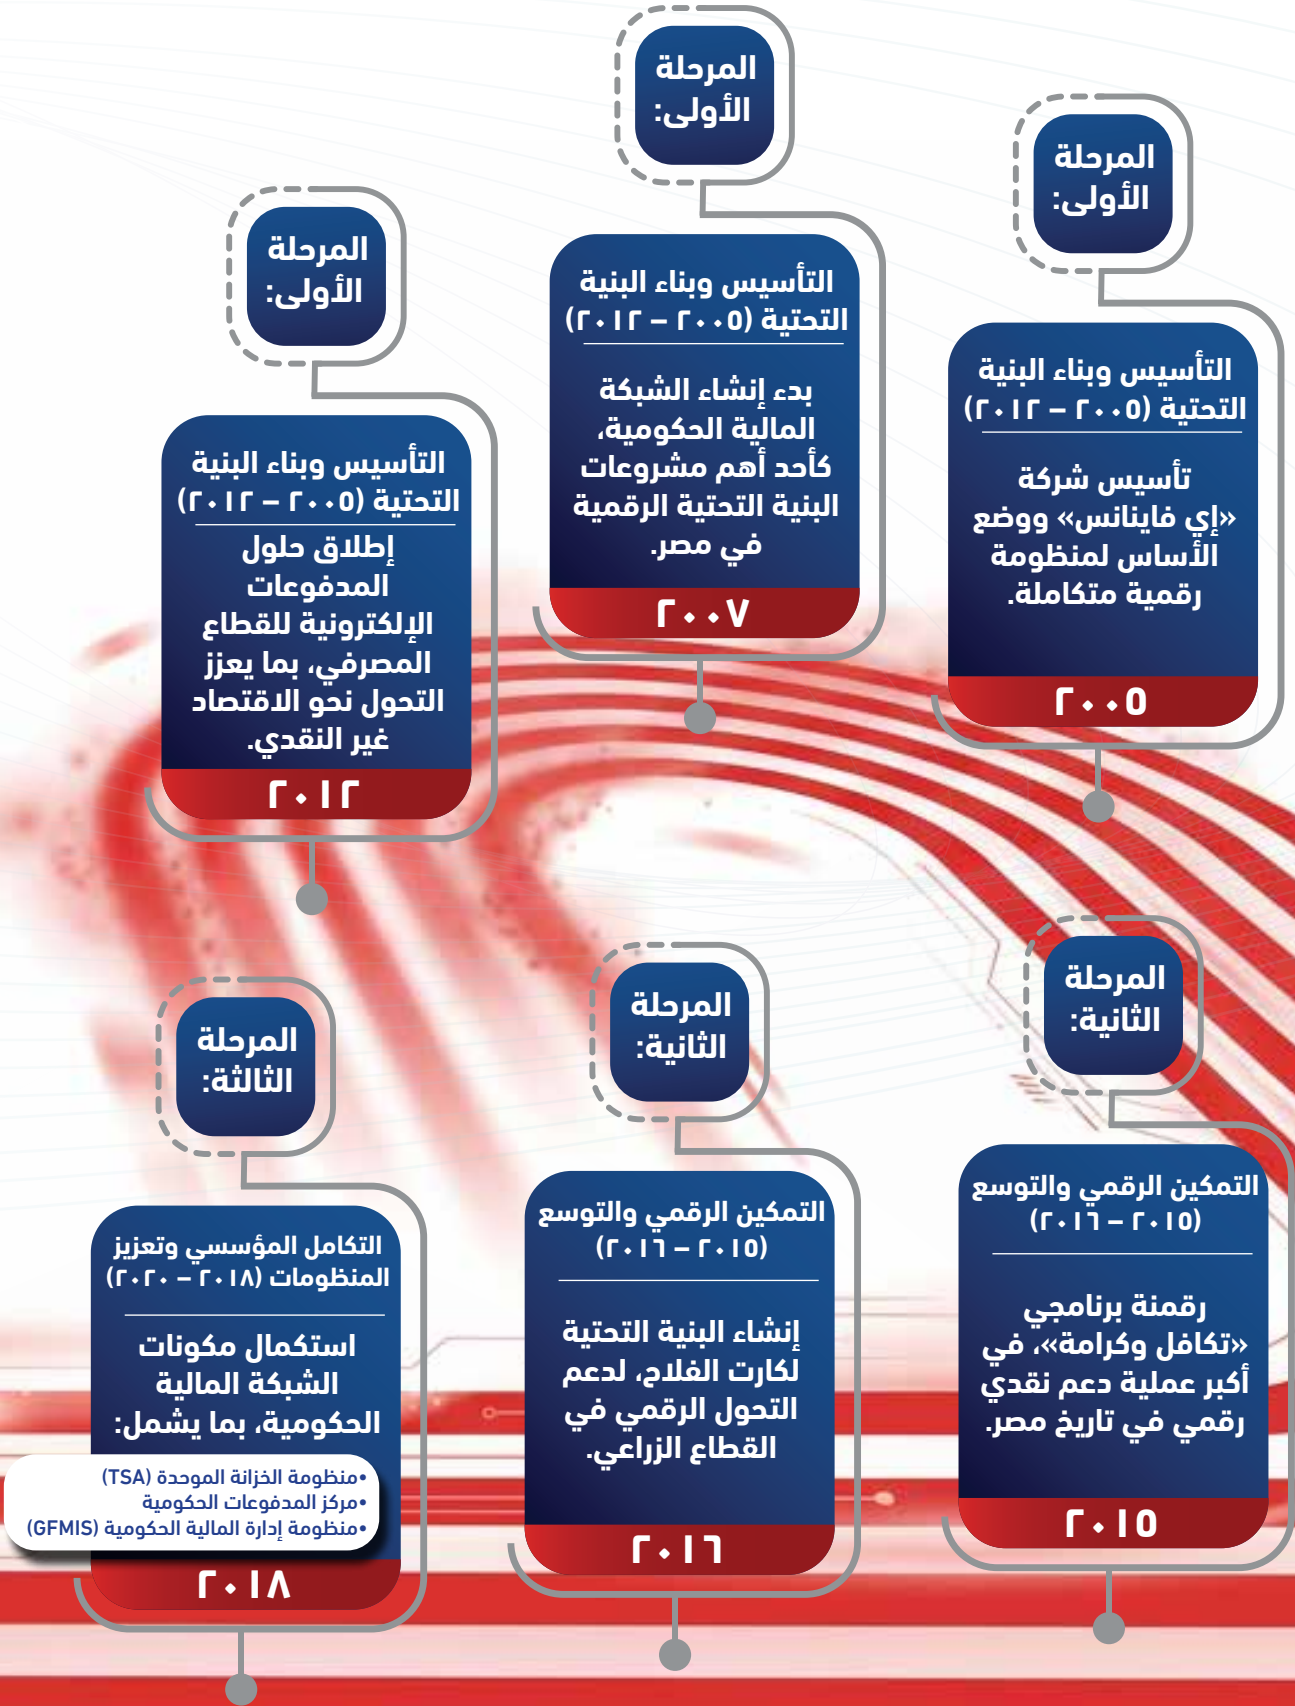 المرحلة
الأولى:
التأسيس وبناء البنية
التحتية (٢٠٠٥ – ٢٠١٢)
تأسيس شركة
«إي فاينانس» ووضع
الأساس لمنظومة
رقمية متكاملة.
٢٠٠٥
المرحلة
الأولى:
التأسيس وبناء البنية
التحتية (٢٠٠٥ – ٢٠١٢)
بدء إنشاء الشبكة
المالية الحكومية،
كأحد أهم مشروعات
البنية التحتية الرقمية
في مصر.
٢٠٠٧
المرحلة
الأولى:
التأسيس وبناء البنية
التحتية (٢٠٠٥ – ٢٠١٢)
إطلاق حلول
المدفوعات
الإلكترونية للقطاع
المصرفي، بما يعزز
التحول نحو الاقتصاد
غير النقدي.
٢٠١٢
المرحلة
الثانية:
التمكين الرقمي والتوسع
(٢٠١٥ – ٢٠١٦)
رقمنة برنامجي
«تكافل وكرامة»، في
أكبر عملية دعم نقدي
رقمي في تاريخ مصر.
٢٠١٥
المرحلة
الثانية:
التمكين الرقمي والتوسع
(٢٠١٥ – ٢٠١٦)
إنشاء البنية التحتية
لكارت الفلاح، لدعم
التحول الرقمي في
القطاع الزراعي.
٢٠١٦
المرحلة
الثالثة:
التكامل المؤسسي وتعزيز
المنظومات (٢٠١٨ – ٢٠٢٠)
استكمال مكونات
الشبكة المالية
الحكومية، بما يشمل:
•منظومة الخزانة الموحدة (TSA)
•مركز المدفوعات الحكومية
•منظومة إدارة المالية الحكومية (GFMIS)
٢٠١٨